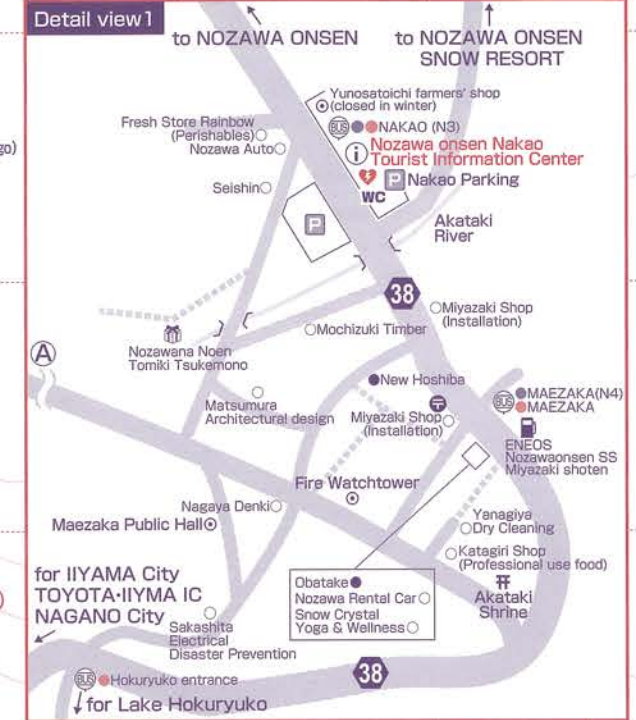 Detail view1
to NOZAWA ONSEN
to NOZAWA ONSEN
SNOW RESORT
Yunosatoichi farmers' shop
(closed in winter)
Fresh Store Rainbow
(Perishables)
BUS NAKAO (N3)
Nozawa Auto
i Nozawa onsen Nakao
Tourist Information Center
go)
Seishin
P Nakao Parking
WC
P
Akataki
River
38
Miyazaki Shop
(Installation)
Mochizuki Timber
A
Nozawana Noen
Tomiki Tsukemono
New Hoshiba
Matsumura
Architectural design
BUS MAEZAKA(N4)
MAEZAKA
〒
Miyazaki Shop
(Installation)
ENEOS
Nozawaonsen SS
Miyazaki shoten
Fire Watchtower
Nagaya Denki
Maezaka Public Hall
Yanagiya
Dry Cleaning
Katagiri Shop
(Professional use food)
Akataki
Shrine
for IIYAMA City
TOYOTA·IIYMA IC
NAGANO City
Obatake
Nozawa Rental Car
Snow Crystal
Yoga & Wellness
Sakashita
Electrical
Disaster Prevention
38
BUS Hokuryuko entrance
for Lake Hokuryuko